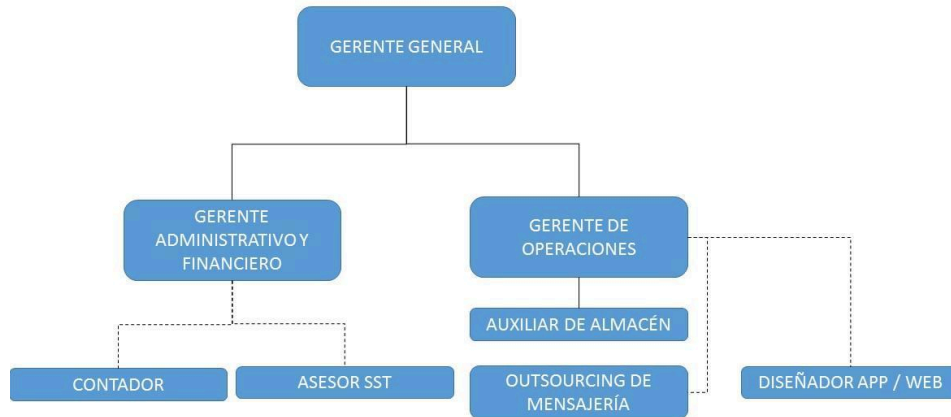 GERENTE GENERAL
GERENTE
ADMINISTRATIVO Y
FINANCIERO
GERENTE DE
OPERACIONES
AUXILIAR DE ALMACÉN
CONTADOR
ASESOR SST
OUTSOURCING DE
MENSAJERÍA
DISEÑADOR APP / WEB